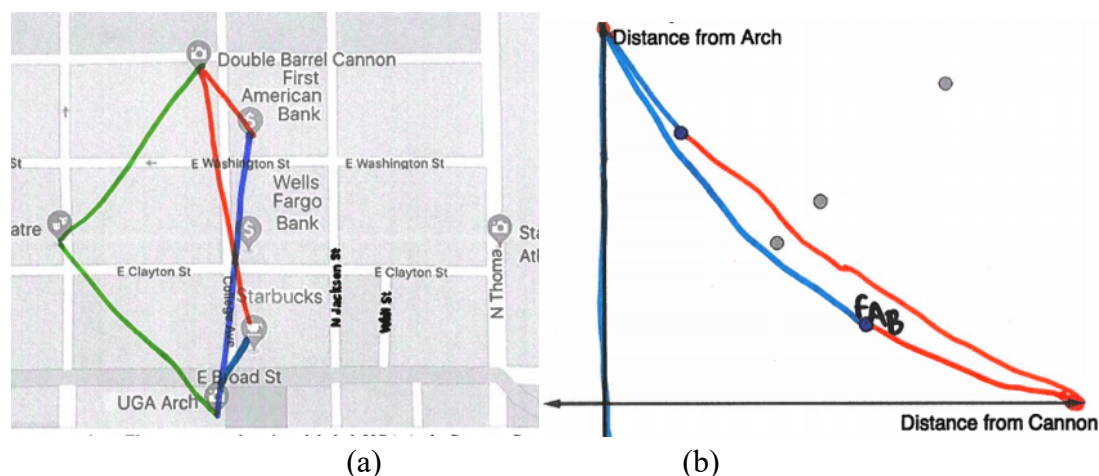 Double Barrel Cannon
First
American
Bank
St
E Washington St
E Washington St
Wells
Fargo
Bank
atre
Sta
Atl
E Clayton St
E Clayton St
College Ave
Starbucks
N Jackson St
Wall St
N Thoma
E Broad St
UGA Arch
Distance from Arch
FAB
Distance from Cannon
(a)
(b)